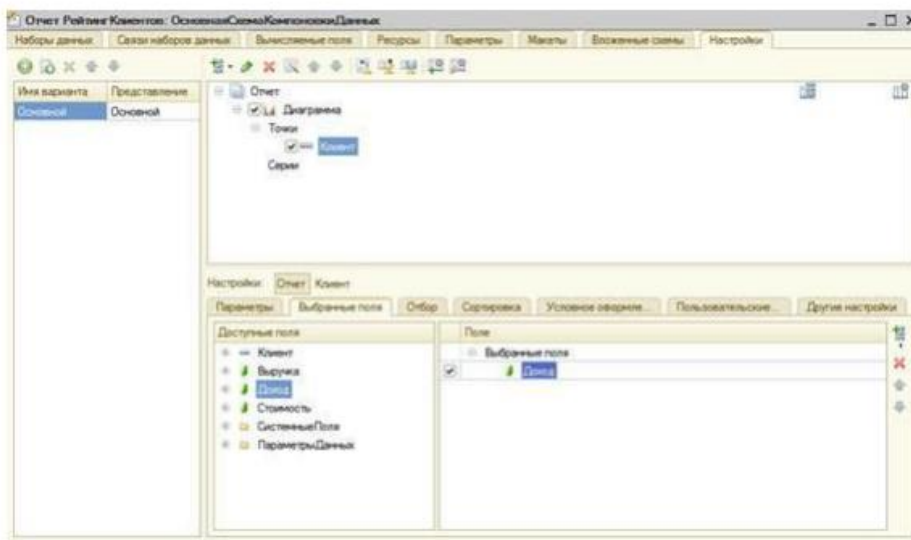 Отчет РейтингКлиентов: ОсновнаяСхемаКомпоновкиДанных
Наборы данных Связи наборов данных Вычисляемые поля Ресурсы Параметры Макеты Вложенные схемы Настройки
Имя варианта Представление
Основной Основной
Отчет
Диаграмма
Точки
Клиент
Серии
Настройки: Отчет Клиент
Параметры Выбранные поля Отбор Сортировка Условное оформле... Пользовательские... Другие настройки
Доступные поля
Клиент
Выручка
Доход
Стоимость
СистемныеПоля
ПараметрыДанных
Поле
Выбранные поля
Доход